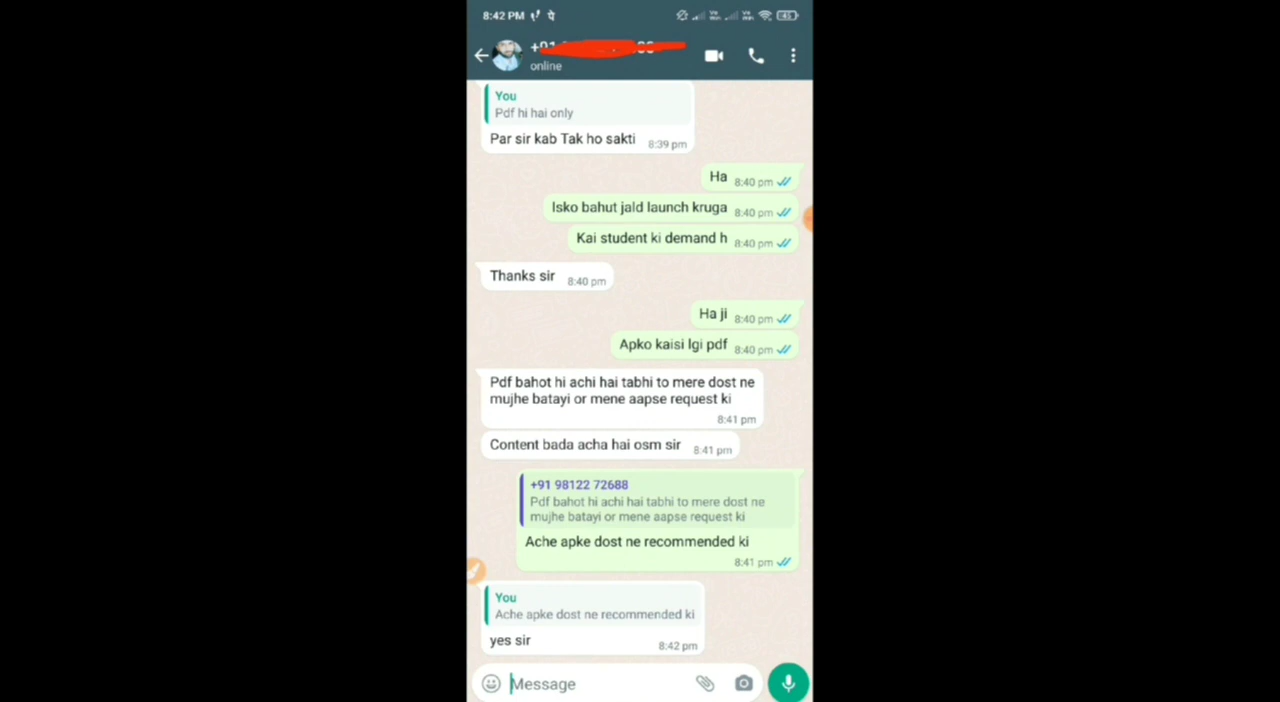 8:42 PM
+91
online
You
Pdf hi hai only
Par sir kab Tak ho sakti 8:39 pm
Ha 8:40 pm
Isko bahut jald launch kruga 8:40 pm
Kai student ki demand h 8:40 pm
Thanks sir 8:40 pm
Ha ji 8:40 pm
Apko kaisi lgi pdf 8:40 pm
Pdf bahot hi achi hai tabhi to mere dost ne
mujhe batayi or mene aapse request ki
8:41 pm
Content bada acha hai osm sir 8:41 pm
+91 98122 72688
Pdf bahot hi achi hai tabhi to mere dost ne
mujhe batayi or mene aapse request ki
Ache apke dost ne recommended ki
8:41 pm
You
Ache apke dost ne recommended ki
yes sir 8:42 pm
Message